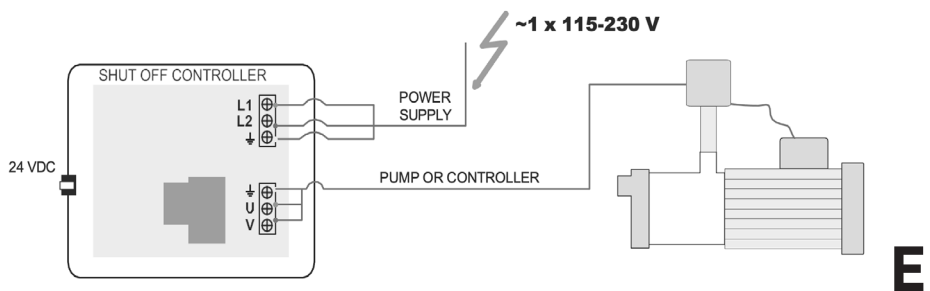 ~1 x 115-230 V
SHUT OFF CONTROLLER
L1
L2
POWER
SUPPLY
24 VDC
PUMP OR CONTROLLER
U
V
E